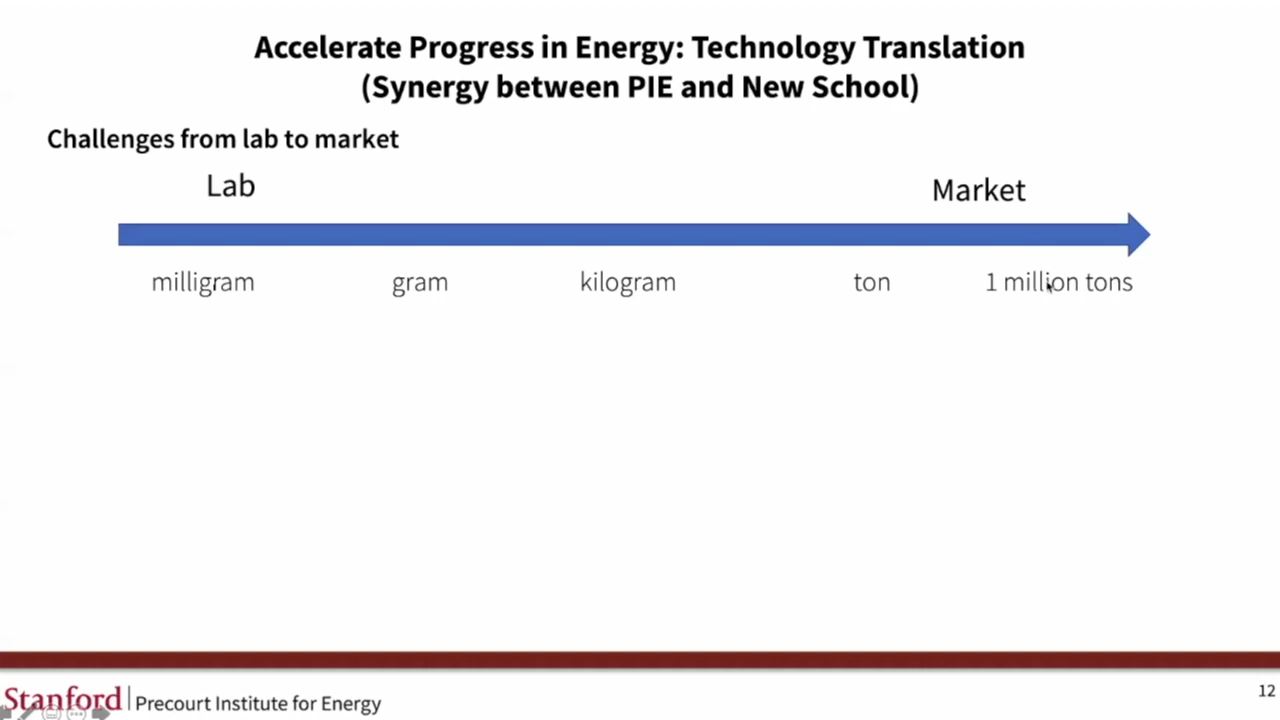 Accelerate Progress in Energy: Technology Translation
(Synergy between PIE and New School)
Challenges from lab to market
Lab
Market
milligram
gram
kilogram
ton
1 million tons
Stanford
Precourt Institute for Energy
12